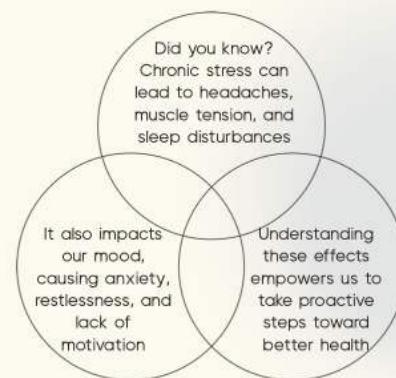 Did you know?
Chronic stress can
lead to headaches,
muscle tension, and
sleep disturbances
It also impacts
our mood,
causing anxiety,
restlessness, and
lack of
motivation
Understanding
these effects
empowers us to
take proactive
steps toward
better health